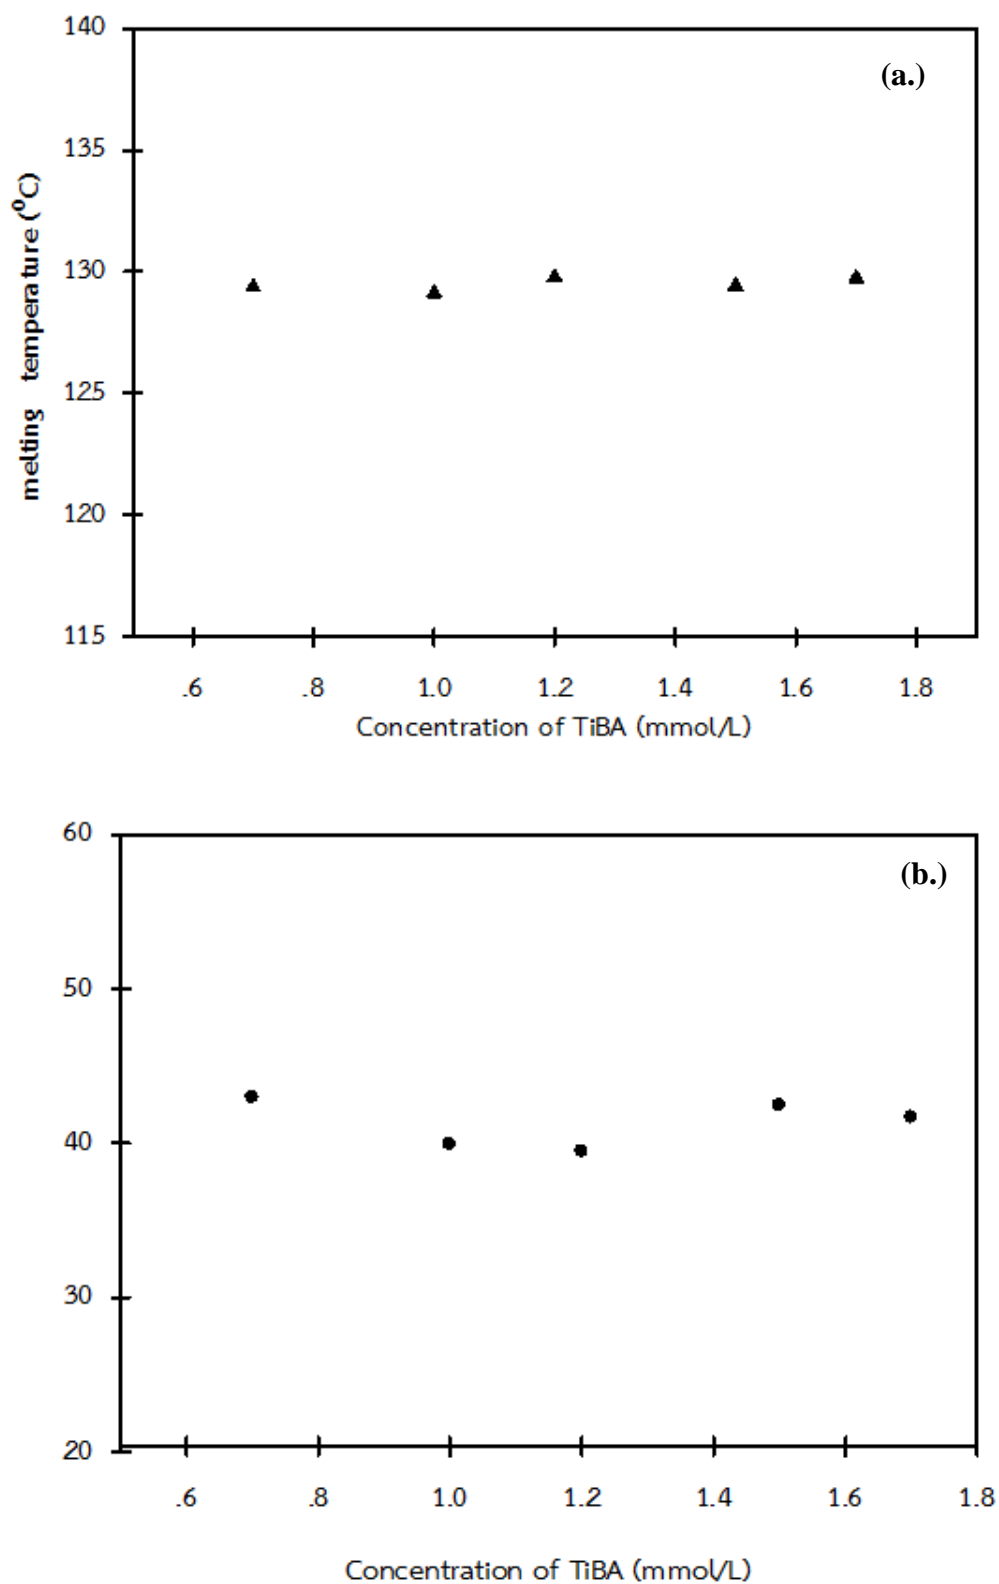 140
(a.)
135
130
125
120
115
melting temperature (⁰C)
.6 .8 1.0 1.2 1.4 1.6 1.8
Concentration of TiBA (mmol/L)
60
(b.)
50
40
30
20
.6 .8 1.0 1.2 1.4 1.6 1.8
Concentration of TiBA (mmol/L)